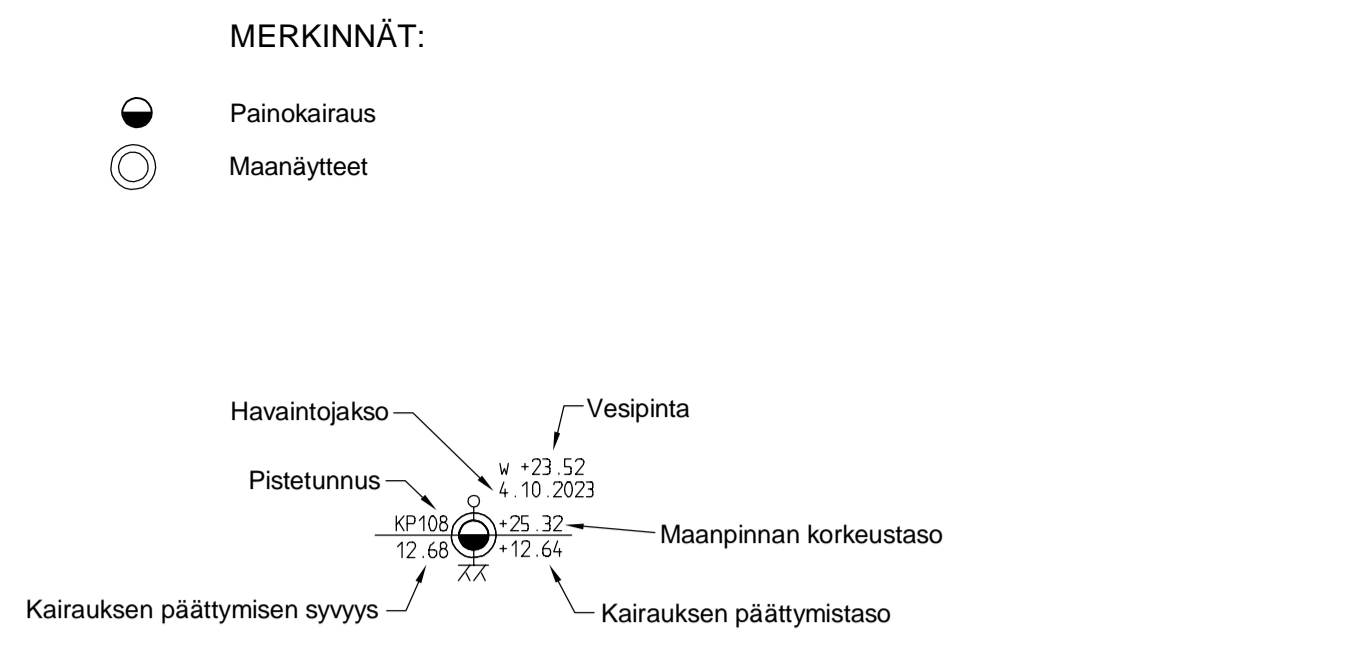 MERKINNÄT:
Painokairaus
Maanäytteet
Havaintojakso
Vesipinta
W +23.52
4.10.2023
Pistetunnus
KP108 +25.32
Maanpinnan korkeustaso
12.68 +12.64
Kairauksen päättymisen syvyys
Kairauksen päättymistaso